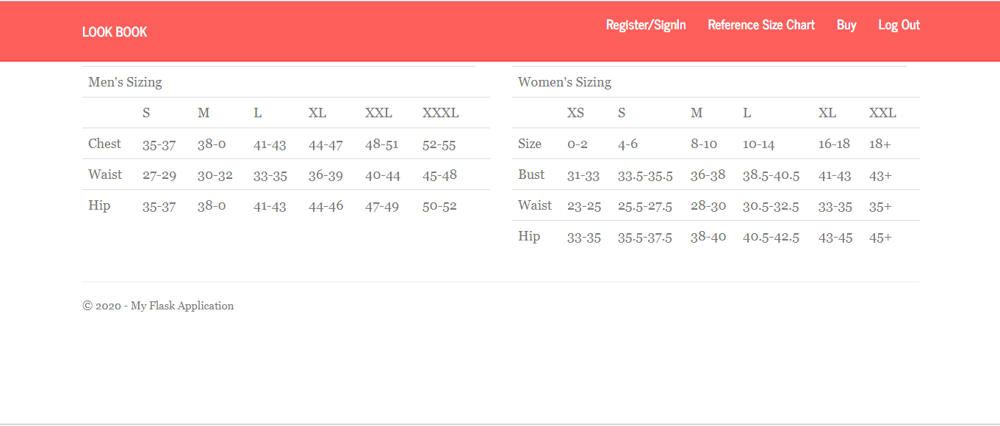 LOOK BOOK
Register/SignIn Reference Size Chart Buy Log Out
Men's Sizing
S M L XL XXL XXXL
Chest 35-37 38-0 41-43 44-47 48-51 52-55
Waist 27-29 30-32 33-35 36-39 40-44 45-48
Hip 35-37 38-0 41-43 44-46 47-49 50-52
Women's Sizing
XS S M L XL XXL
Size 0-2 4-6 8-10 10-14 16-18 18+
Bust 31-33 33.5-35.5 36-38 38.5-40.5 41-43 43+
Waist 23-25 25.5-27.5 28-30 30.5-32.5 33-35 35+
Hip 33-35 35.5-37.5 38-40 40.5-42.5 43-45 45+
© 2020 - My Flask Application